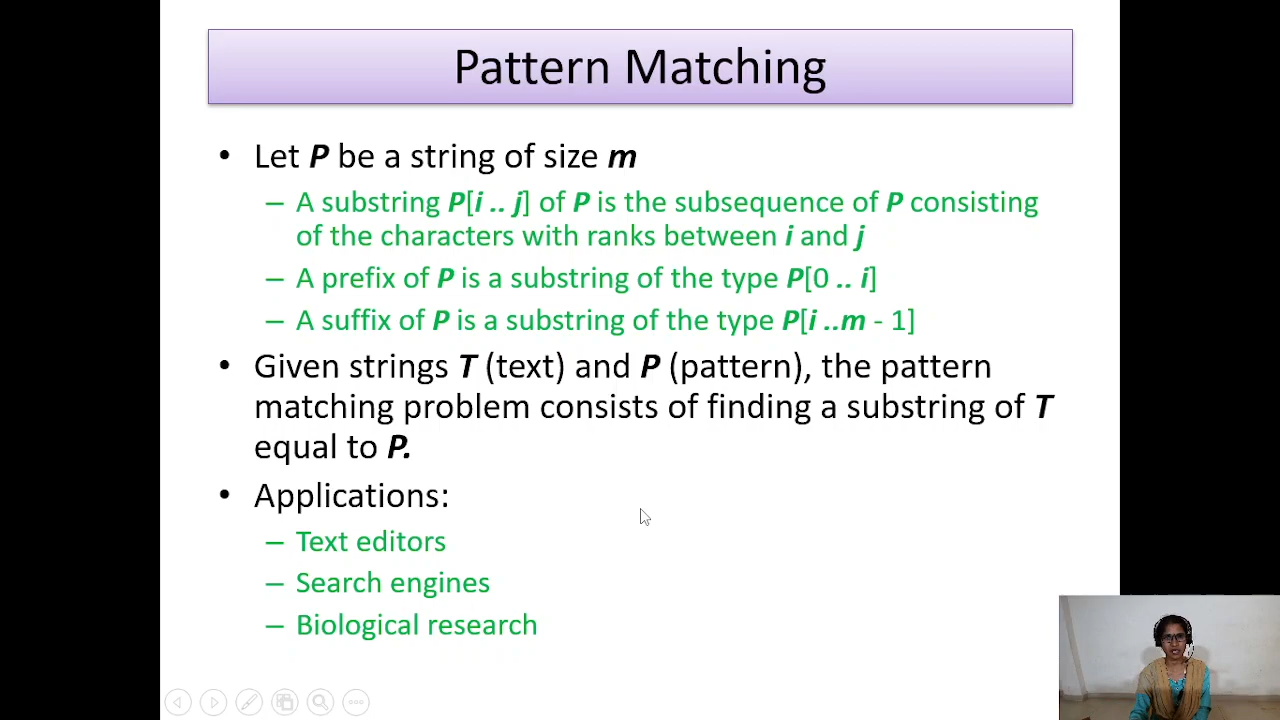 Pattern Matching
• Let P be a string of size m
– A substring P[i .. j] of P is the subsequence of P consisting
of the characters with ranks between i and j
– A prefix of P is a substring of the type P[0 .. i]
– A suffix of P is a substring of the type P[i ..m - 1]
• Given strings T (text) and P (pattern), the pattern
matching problem consists of finding a substring of T
equal to P.
• Applications:
– Text editors
– Search engines
– Biological research